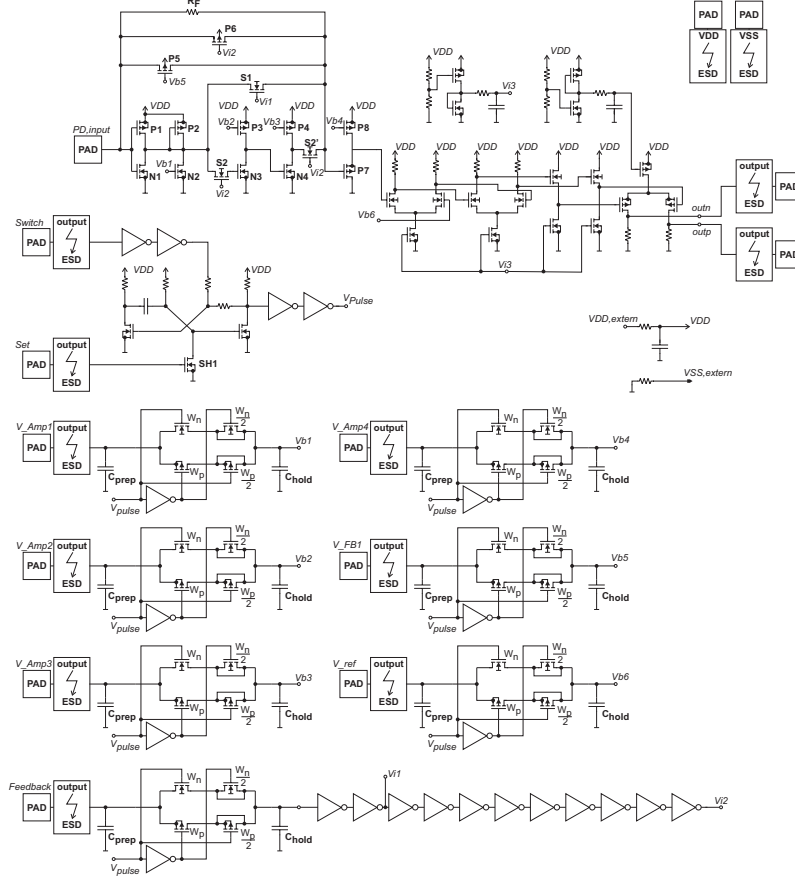 RF
P6
Vi2
P5
Vb5
S1
Vi1
PAD PAD
VDD VSS
ESD ESD
VDD VDD
Vi3
VDD VDD VDD VDD
PD,input P1 P2 Vb2 P3 Vb3 P4 S2' Vb4 P8
PAD
Vb1 N1 N2 S2 N3 N4 Vi2 P7
Vi2
VDD VDD VDD VDD VDD
Vb6
Vi3
outn
outp
output
ESD
PAD
output
ESD
PAD
Switch
PAD
output
ESD
VDD VDD
VPulse
Set
PAD
output
ESD
SH1
VDD,extern VDD
VSS,extern
V_Amp1
PAD
output
ESD
Cprep
Vpulse
Wn
Wn
2
Wp
Wp
2
Vb1
Chold
V_Amp4
PAD
output
ESD
Cprep
Vpulse
Wn
Wn
2
Wp
Wp
2
Vb4
Chold
V_Amp2
PAD
output
ESD
Cprep
Vpulse
Wn
Wn
2
Wp
Wp
2
Vb2
Chold
V_FB1
PAD
output
ESD
Cprep
Vpulse
Wn
Wn
2
Wp
Wp
2
Vb5
Chold
V_Amp3
PAD
output
ESD
Cprep
Vpulse
Wn
Wn
2
Wp
Wp
2
Vb3
Chold
V_ref
PAD
output
ESD
Cprep
Vpulse
Wn
Wn
2
Wp
Wp
2
Vb6
Chold
Feedback
PAD
output
ESD
Cprep
Vpulse
Wn
Wn
2
Wp
Wp
2
Chold
Vi1
Vi2